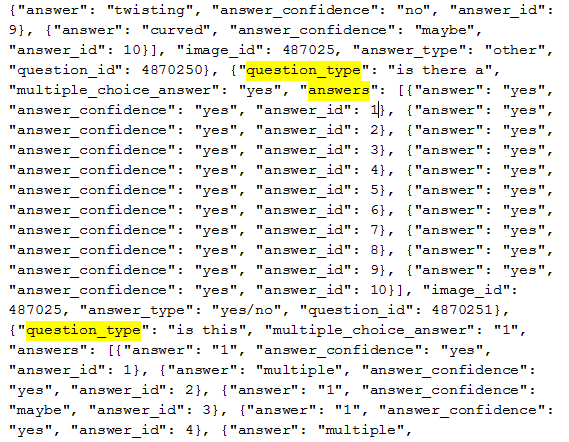 {"answer": "twisting", "answer_confidence": "no", "answer_id":
9}, {"answer": "curved", "answer_confidence": "maybe",
"answer_id": 10}], "image_id": 487025, "answer_type": "other",
"question_id": 4870250}, {"question_type": "is there a",
"multiple_choice_answer": "yes", "answers": [{"answer": "yes",
"answer_confidence": "yes", "answer_id": 1}, {"answer": "yes",
"answer_confidence": "yes", "answer_id": 2}, {"answer": "yes",
"answer_confidence": "yes", "answer_id": 3}, {"answer": "yes",
"answer_confidence": "yes", "answer_id": 4}, {"answer": "yes",
"answer_confidence": "yes", "answer_id": 5}, {"answer": "yes",
"answer_confidence": "yes", "answer_id": 6}, {"answer": "yes",
"answer_confidence": "yes", "answer_id": 7}, {"answer": "yes",
"answer_confidence": "yes", "answer_id": 8}, {"answer": "yes",
"answer_confidence": "yes", "answer_id": 9}, {"answer": "yes",
"answer_confidence": "yes", "answer_id": 10}], "image_id":
487025, "answer_type": "yes/no", "question_id": 4870251},
{"question_type": "is this", "multiple_choice_answer": "1",
"answers": [{"answer": "1", "answer_confidence": "yes",
"answer_id": 1}, {"answer": "multiple", "answer_confidence":
"yes", "answer_id": 2}, {"answer": "1", "answer_confidence":
"maybe", "answer_id": 3}, {"answer": "1", "answer_confidence":
"yes", "answer_id": 4}, {"answer": "multiple",